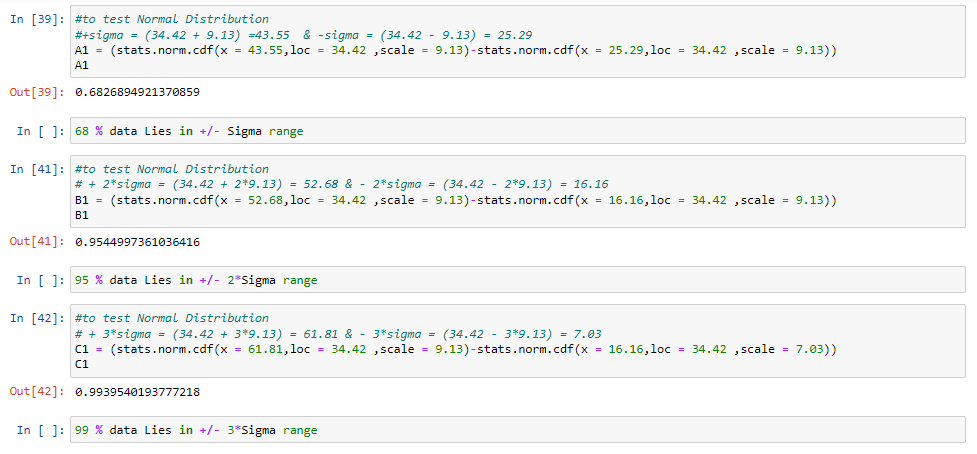 In [39]: #to test Normal Distribution
#+sigma = (34.42 + 9.13) =43.55  & -sigma = (34.42 - 9.13) = 25.29
A1 = (stats.norm.cdf(x = 43.55,loc = 34.42 ,scale = 9.13)-stats.norm.cdf(x = 25.29,loc = 34.42 ,scale = 9.13))
A1
Out[39]: 0.6826894921370859
In [ ]: 68 % data Lies in +/- Sigma range
In [41]: #to test Normal Distribution
# + 2*sigma = (34.42 + 2*9.13) = 52.68 & - 2*sigma = (34.42 - 2*9.13) = 16.16
B1 = (stats.norm.cdf(x = 52.68,loc = 34.42 ,scale = 9.13)-stats.norm.cdf(x = 16.16,loc = 34.42 ,scale = 9.13))
B1
Out[41]: 0.9544997361036416
In [ ]: 95 % data Lies in +/- 2*Sigma range
In [42]: #to test Normal Distribution
# + 3*sigma = (34.42 + 3*9.13) = 61.81 & - 3*sigma = (34.42 - 3*9.13) = 7.03
C1 = (stats.norm.cdf(x = 61.81,loc = 34.42 ,scale = 9.13)-stats.norm.cdf(x = 16.16,loc = 34.42 ,scale = 7.03))
C1
Out[42]: 0.9939540193777218
In [ ]: 99 % data Lies in +/- 3*Sigma range